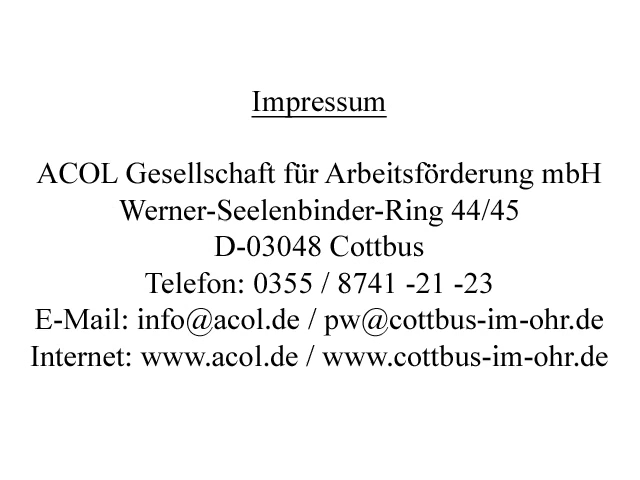 Impressum
ACOL Gesellschaft für Arbeitsförderung mbH
Werner-Seelenbinder-Ring 44/45
D-03048 Cottbus
Telefon: 0355 / 8741 -21 -23
E-Mail: info@acol.de / pw@cottbus-im-ohr.de
Internet: www.acol.de / www.cottbus-im-ohr.de